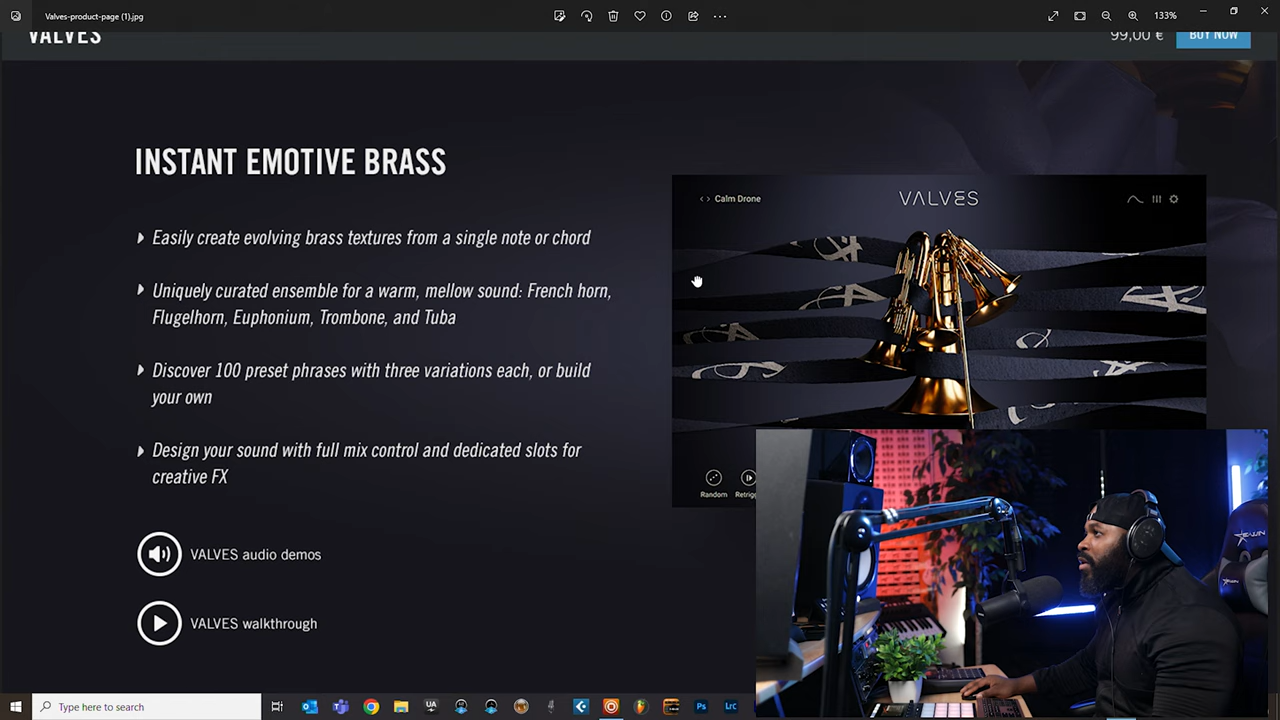 Valves-product-page (1).jpg
133%
VALVES
99,00 €
BUY NOW
INSTANT EMOTIVE BRASS
Easily create evolving brass textures from a single note or chord
Uniquely curated ensemble for a warm, mellow sound: French horn,
Flugelhorn, Euphonium, Trombone, and Tuba
Discover 100 preset phrases with three variations each, or build
your own
Design your sound with full mix control and dedicated slots for
creative FX
VALVES audio demos
VALVES walkthrough
Calm Drone
VALVES
Random
E-WIN
Type here to search
UA
Ps
Lrc